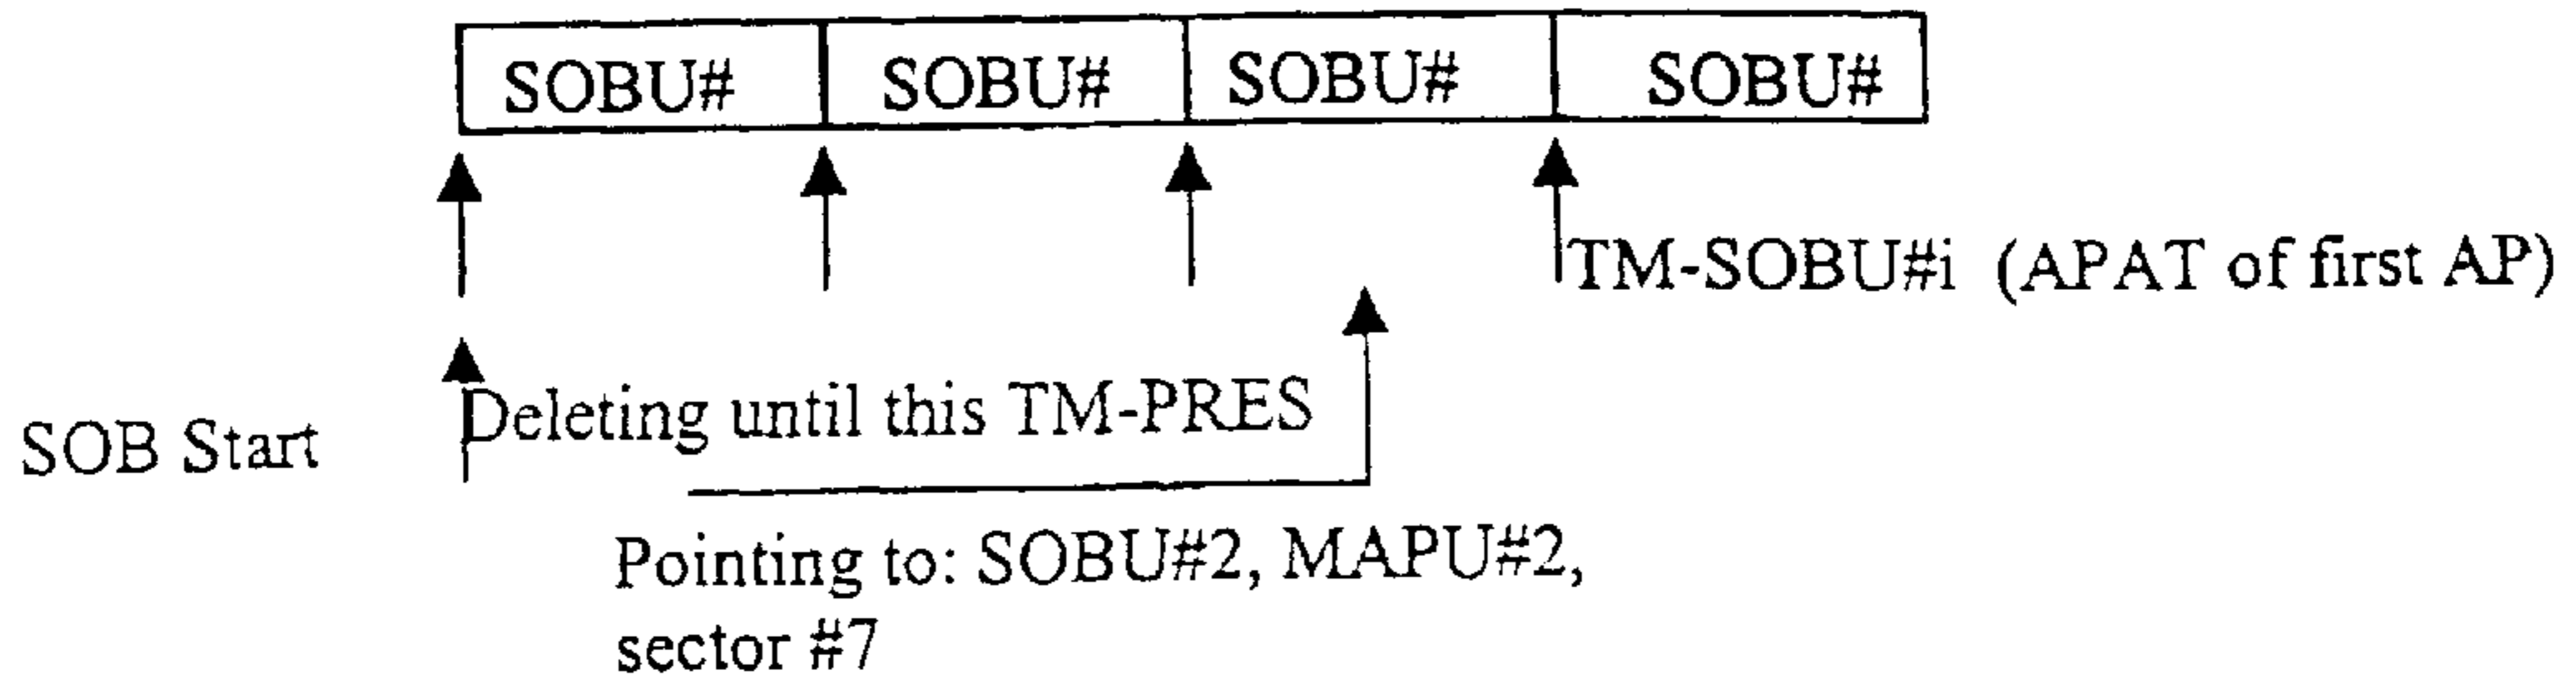 SOBU# SOBU# SOBU# SOBU#
TM-SOBU#i (APAT of first AP)
Deleting until this TM-PRES
SOB Start
Pointing to: SOBU#2, MAPU#2,
sector #7